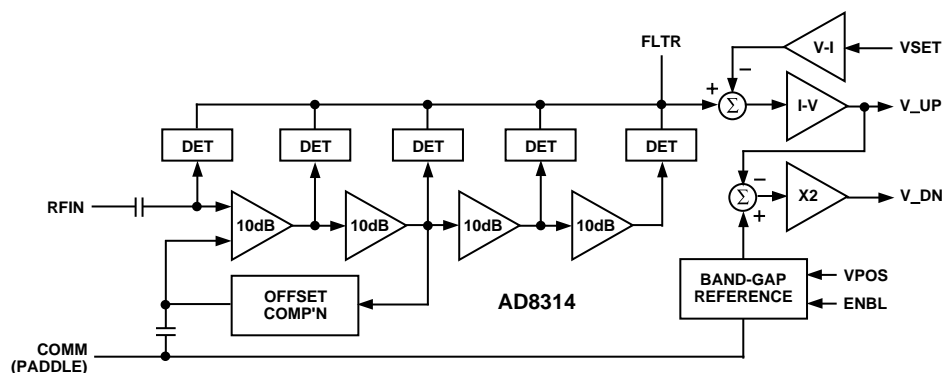 FLTR
V-I
VSET
+
–
Σ
I-V
V_UP
DET
DET
DET
DET
DET
RFIN
10dB
10dB
10dB
10dB
–
Σ
+
X2
V_DN
OFFSET
COMP'N
AD8314
BAND-GAP
REFERENCE
VPOS
ENBL
COMM
(PADDLE)